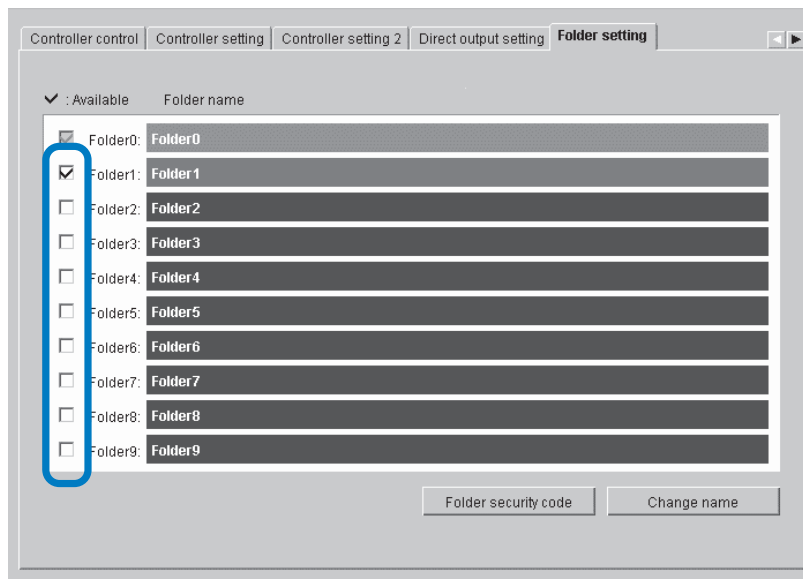 Controller control Controller setting Controller setting 2 Direct output setting Folder setting
: Available Folder name
Folder0: Folder0
Folder1: Folder1
Folder2: Folder2
Folder3: Folder3
Folder4: Folder4
Folder5: Folder5
Folder6: Folder6
Folder7: Folder7
Folder8: Folder8
Folder9: Folder9
Folder security code Change name